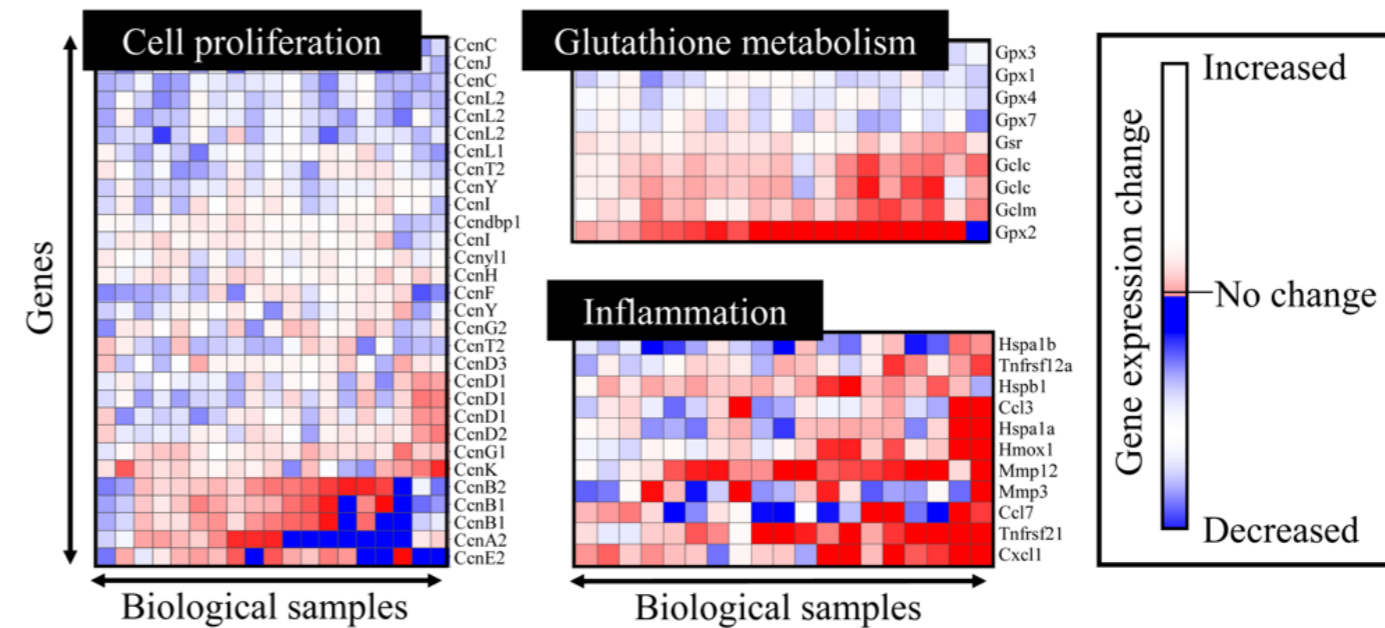 Cell proliferation
CcnC
CcnJ
CcnC
CcnL2
CcnL2
CcnL2
CcnL1
CcnT2
CcnY
CcnI
Ccndbp1
CcnI
Ccnyl1
CcnH
CcnF
CcnY
CcnG2
CcnT2
CcnD3
CcnD1
CcnD1
CcnD1
CcnD2
CcnG1
CcnK
CcnB2
CcnB1
CcnB1
CcnA2
CcnE2
Genes
Biological samples
Glutathione metabolism
Gpx3
Gpx1
Gpx4
Gpx7
Gsr
Gclc
Gclc
Gclm
Gpx2
Inflammation
Hspa1b
Tnfrsf12a
Hspb1
Ccl3
Hspa1a
Hmox1
Mmp12
Mmp3
Ccl7
Tnfrsf21
Cxcl1
Biological samples
Gene expression change
Increased
No change
Decreased